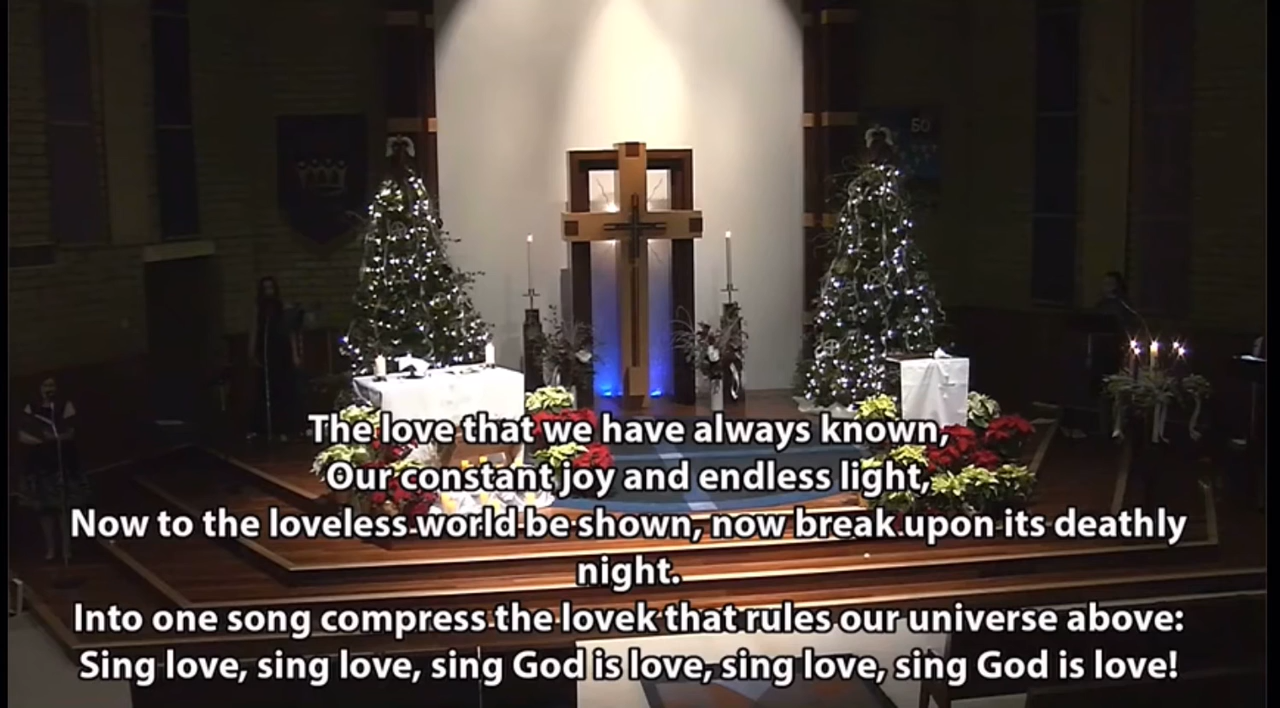 50
The love that we have always known,
Our constant joy and endless light,
Now to the loveless world be shown, now break upon its deathly
night.
Into one song compress the lovek that rules our universe above:
Sing love, sing love, sing God is love, sing love, sing God is love!